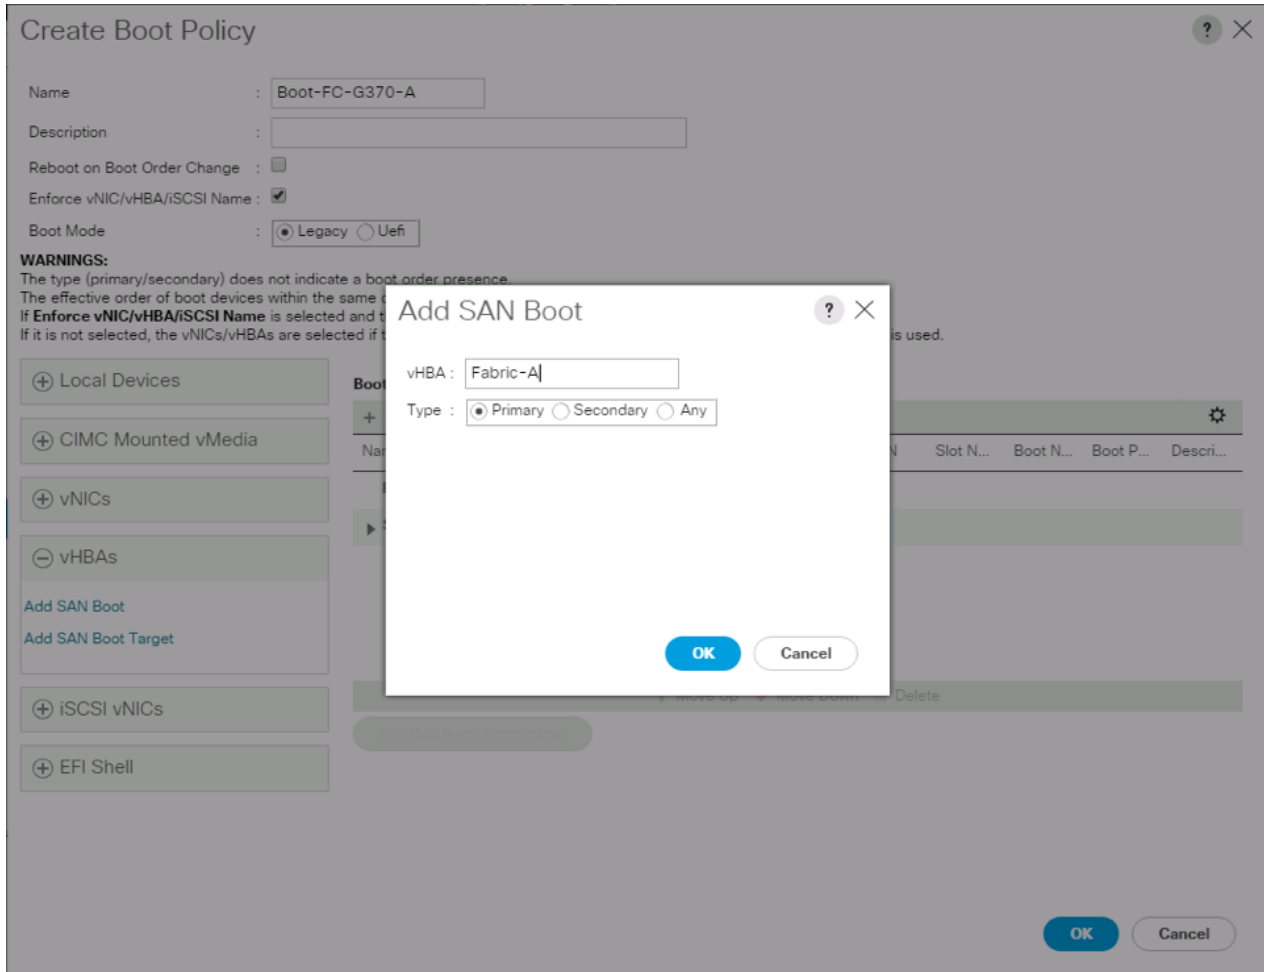 Create Boot Policy
? 
Name : Boot-FC-G370-A
Description :
Reboot on Boot Order Change :
Enforce vNIC/vHBA/iSCSI Name :
Boot Mode : Legacy Uefi
WARNINGS:
The type (primary/secondary) does not indicate a boot order presence.
The effective order of boot devices within the same
If Enforce vNIC/vHBA/iSCSI Name is selected and
If it is not selected, the vNICs/vHBAs are selected if is used.
Add SAN Boot
?
vHBA : Fabric-A
Type : Primary Secondary Any
OK Cancel
Local Devices
CIMC Mounted vMedia
vNICs
vHBAs
Add SAN Boot
Add SAN Boot Target
iSCSI vNICs
EFI Shell
Boot
+
Slot N... Boot N... Boot P... Descri...
Move Up Move Down Delete
OK Cancel